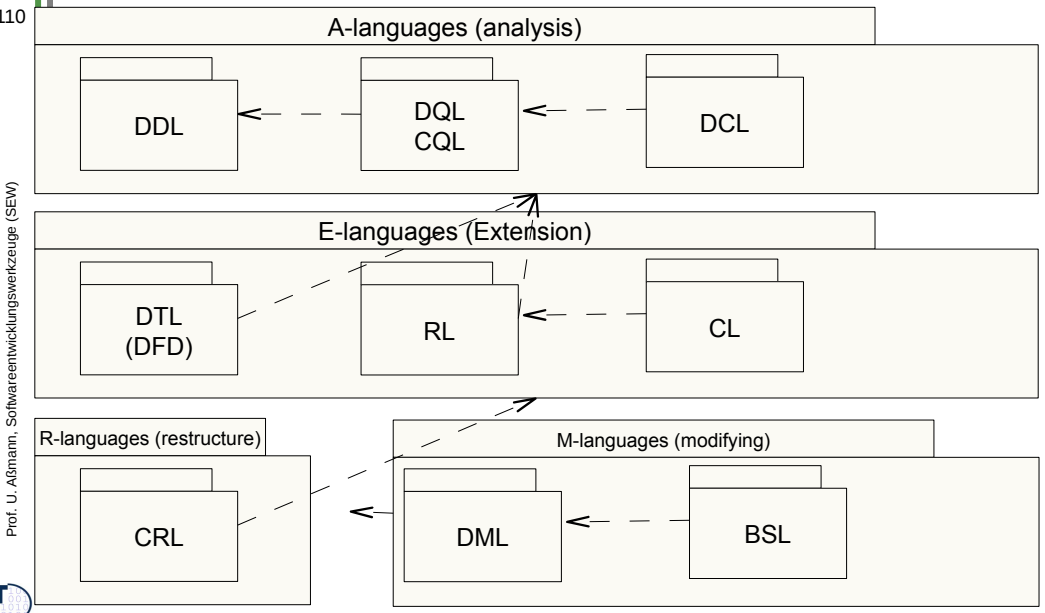 110
A-languages (analysis)
DDL
DQL
CQL
DCL
E-languages (Extension)
DTL
(DFD)
RL
CL
R-languages (restructure)
CRL
M-languages (modifying)
DML
BSL
Prof. U. Aßmann, Softwareentwicklungswerkzeuge (SEW)